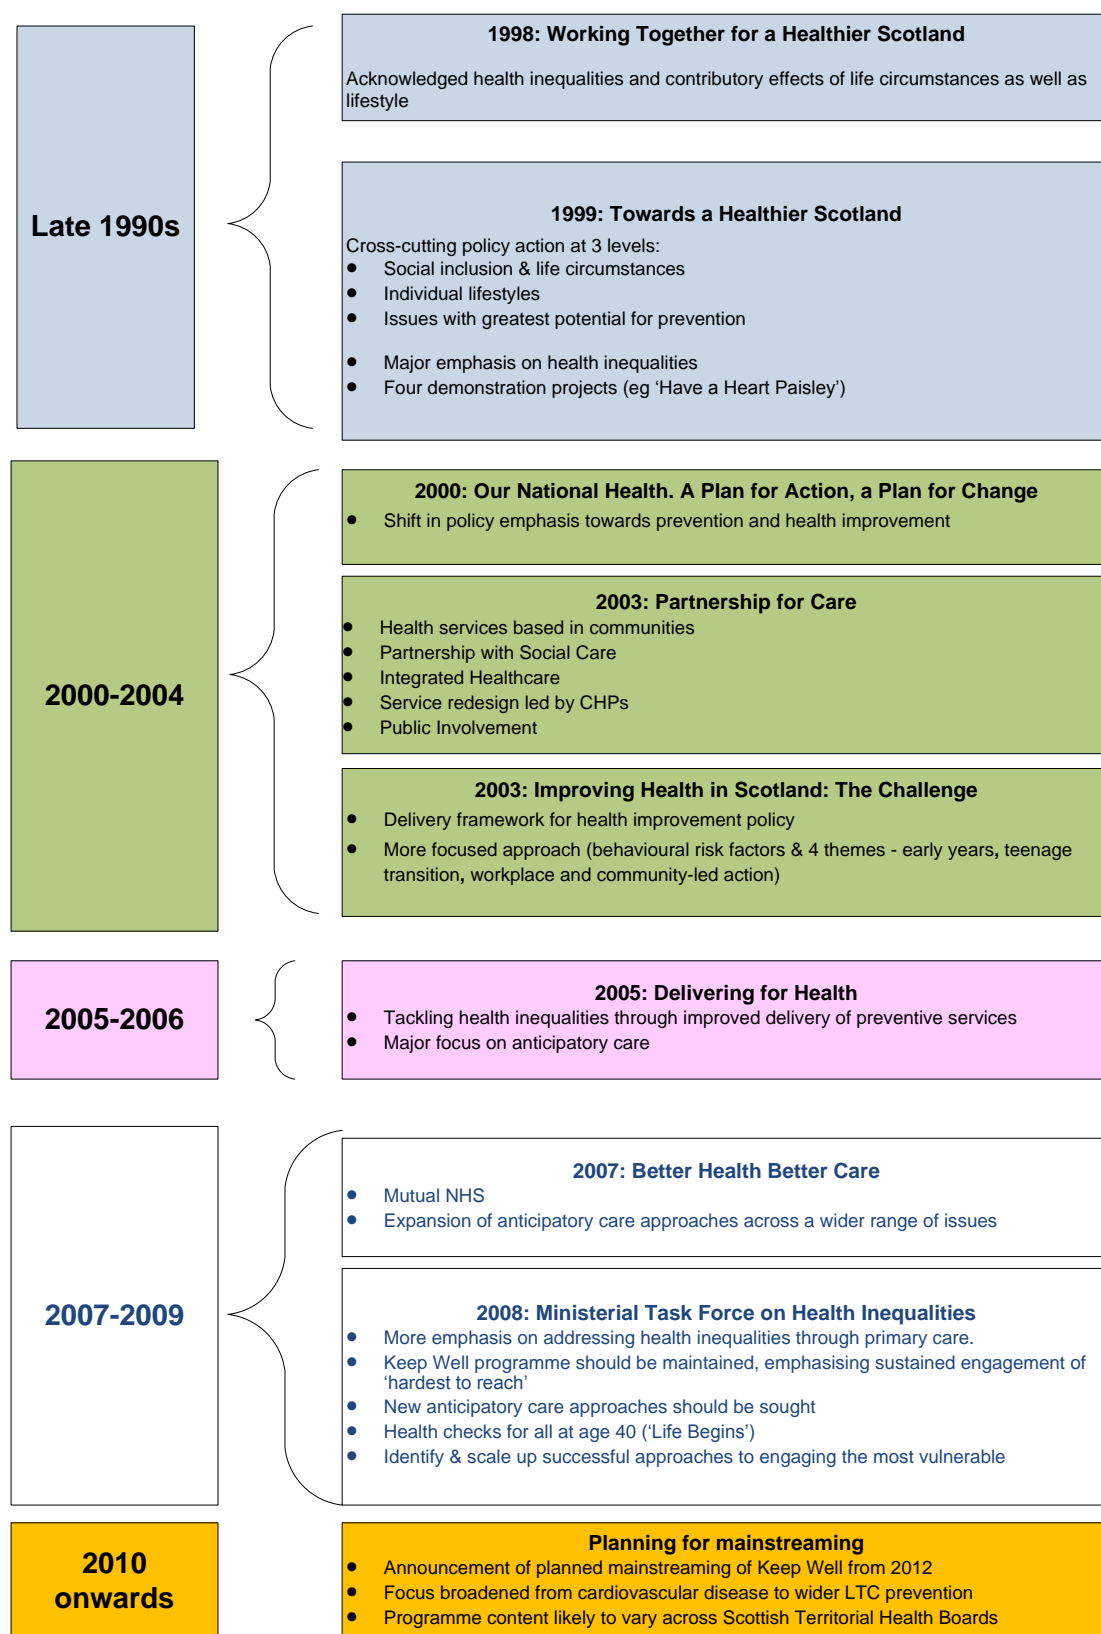 Late 1990s
1998: Working Together for a Healthier Scotland
Acknowledged health inequalities and contributory effects of life circumstances as well as
lifestyle
1999: Towards a Healthier Scotland
Cross-cutting policy action at 3 levels:
● Social inclusion & life circumstances
● Individual lifestyles
● Issues with greatest potential for prevention
● Major emphasis on health inequalities
● Four demonstration projects (eg ‘Have a Heart Paisley’)
2000-2004
2000: Our National Health. A Plan for Action, a Plan for Change
● Shift in policy emphasis towards prevention and health improvement
2003: Partnership for Care
● Health services based in communities
● Partnership with Social Care
● Integrated Healthcare
● Service redesign led by CHPs
● Public Involvement
2003: Improving Health in Scotland: The Challenge
● Delivery framework for health improvement policy
● More focused approach (behavioural risk factors & 4 themes - early years, teenage
transition, workplace and community-led action)
2005-2006
2005: Delivering for Health
● Tackling health inequalities through improved delivery of preventive services
● Major focus on anticipatory care
2007-2009
2007: Better Health Better Care
● Mutual NHS
● Expansion of anticipatory care approaches across a wider range of issues
2008: Ministerial Task Force on Health Inequalities
● More emphasis on addressing health inequalities through primary care.
● Keep Well programme should be maintained, emphasising sustained engagement of
‘hardest to reach’
● New anticipatory care approaches should be sought
● Health checks for all at age 40 (‘Life Begins’)
● Identify & scale up successful approaches to engaging the most vulnerable
2010
onwards
Planning for mainstreaming
● Announcement of planned mainstreaming of Keep Well from 2012
● Focus broadened from cardiovascular disease to wider LTC prevention
● Programme content likely to vary across Scottish Territorial Health Boards